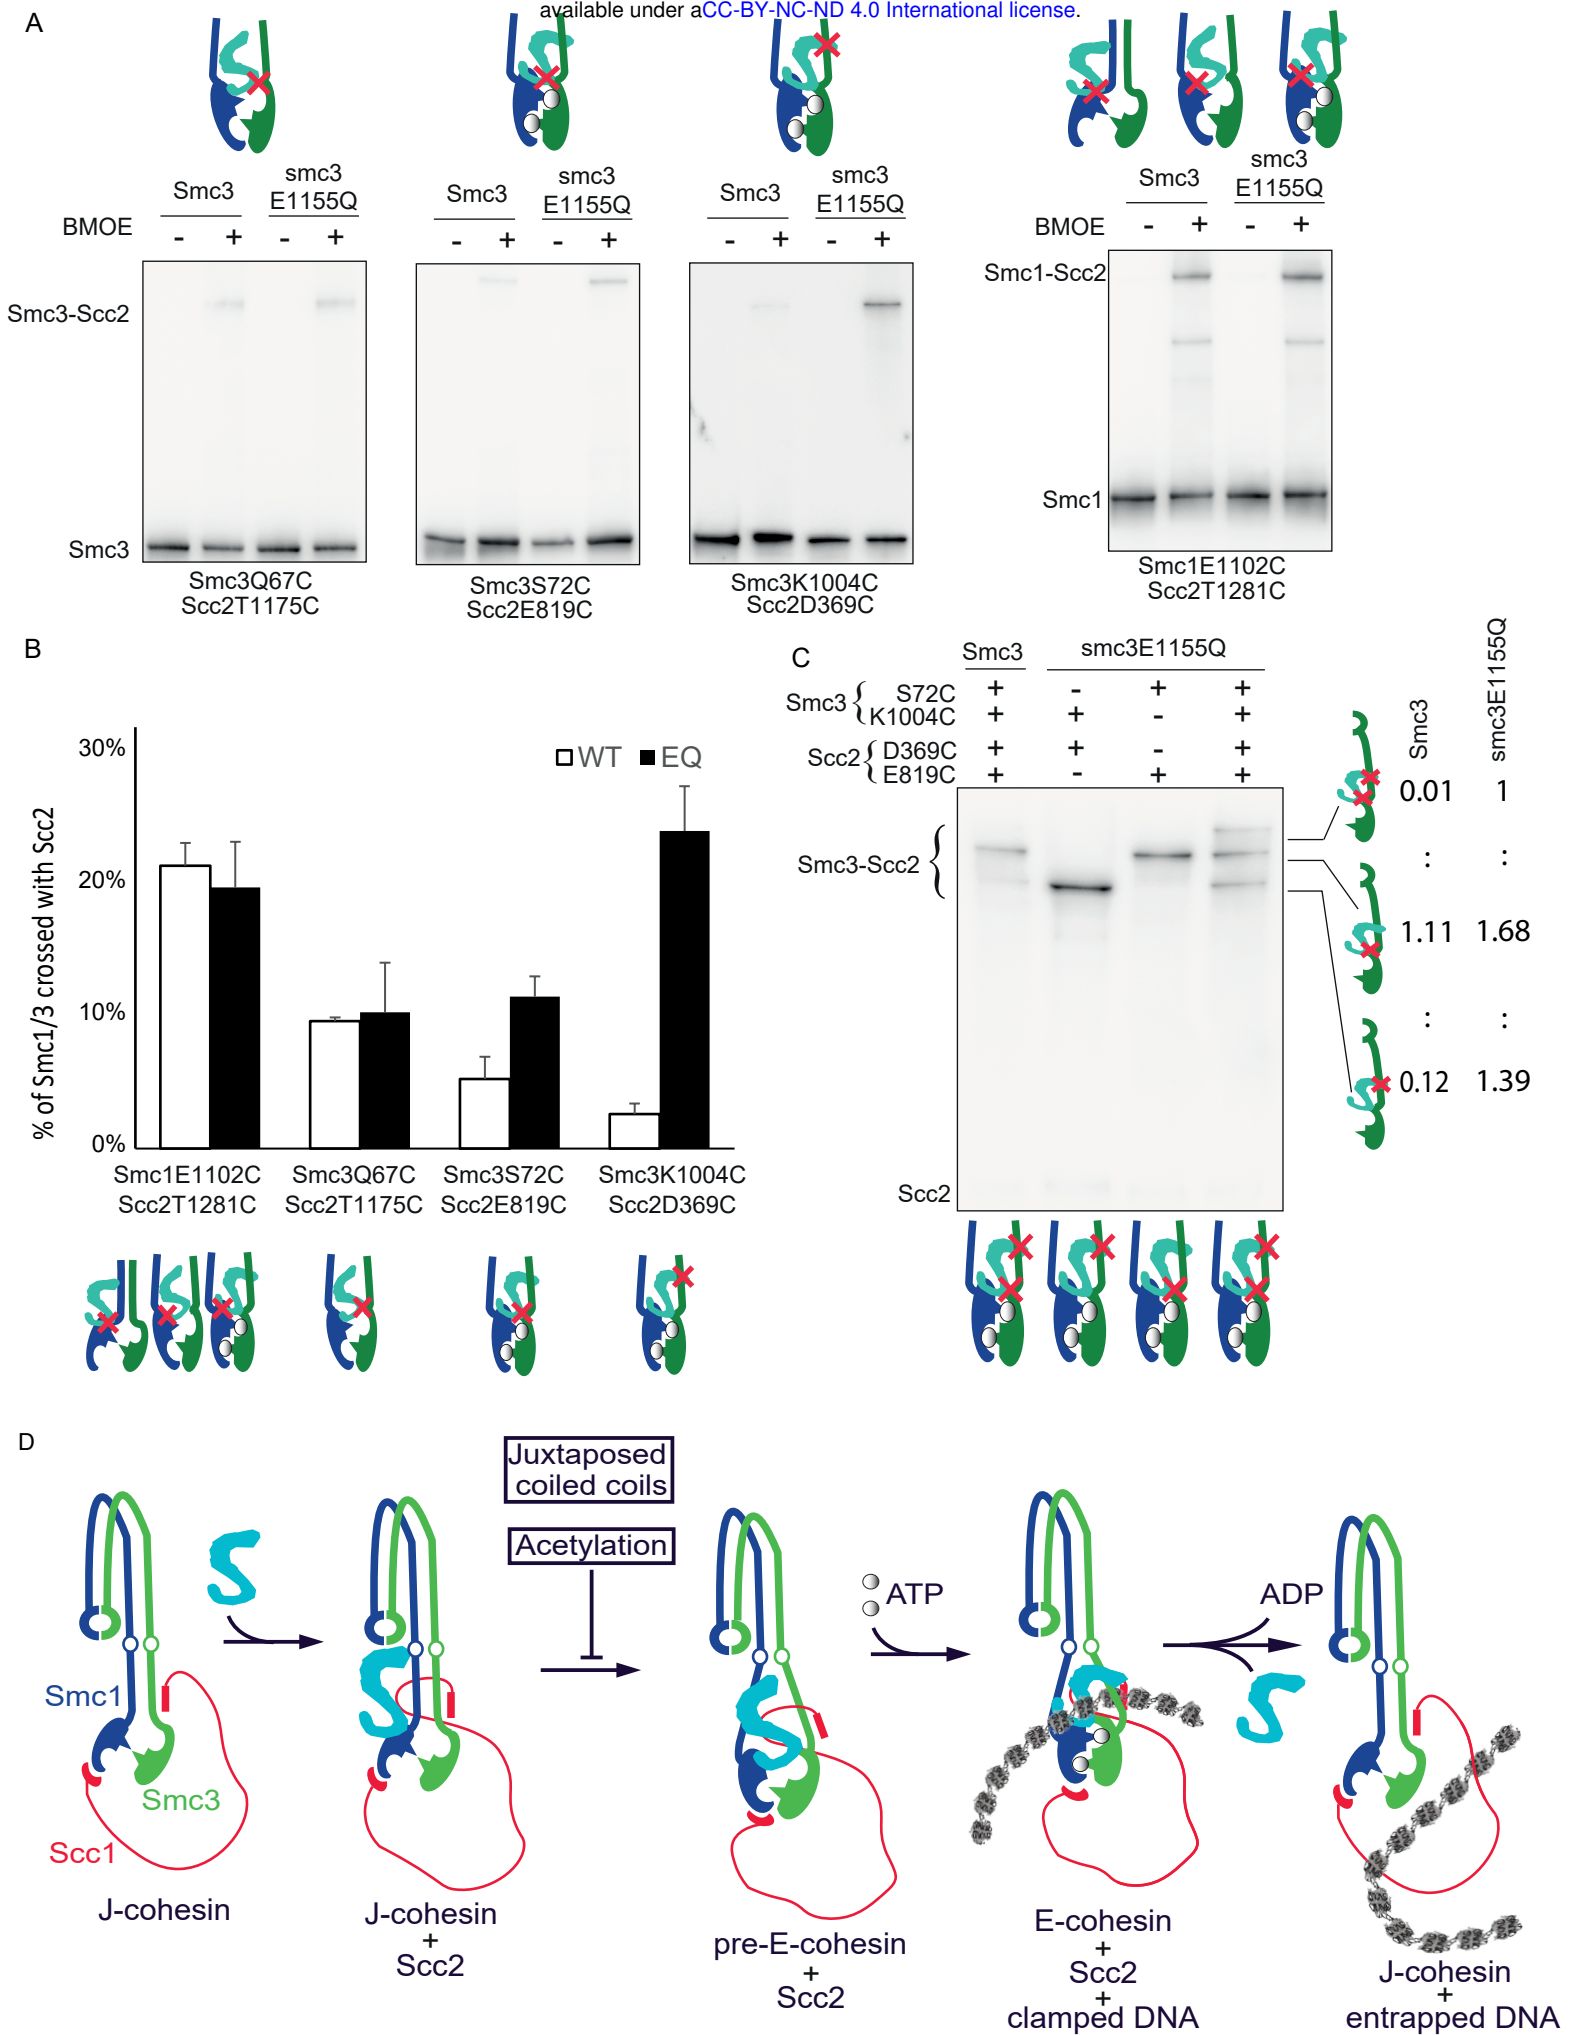 available under aCC-BY-NC-ND 4.0 International license.
A
Smc3
smc3
E1155Q
BMOE
- + - +
Smc3-Scc2
Smc3
Smc3Q67C
Scc2T1175C
Smc3
smc3
E1155Q
- + - +
Smc3S72C
Scc2E819C
Smc3
smc3
E1155Q
- + - +
Smc3K1004C
Scc2D369C
Smc3
smc3
E1155Q
BMOE
- + - +
Smc1-Scc2
Smc1
Smc1E1102C
Scc2T1281C
B
% of Smc1/3 crossed with Scc2
30%
20%
10%
0%
WT EQ
Smc1E1102C
Scc2T1281C
Smc3Q67C
Scc2T1175C
Smc3S72C
Scc2E819C
Smc3K1004C
Scc2D369C
C
Smc3 smc3E1155Q
Smc3 { S72C + - + +
K1004C + + - +
Scc2 { D369C + + - +
E819C + - + +
Smc3-Scc2 {
Scc2
Smc3 smc3E1155Q
0.01 1
: :
1.11 1.68
: :
0.12 1.39
D
Juxtaposed
coiled coils
Acetylation
ATP
ADP
Smc1
Smc3
Scc1
J-cohesin
J-cohesin
+
Scc2
pre-E-cohesin
+
Scc2
E-cohesin
+
Scc2
+
clamped DNA
J-cohesin
+
entrapped DNA